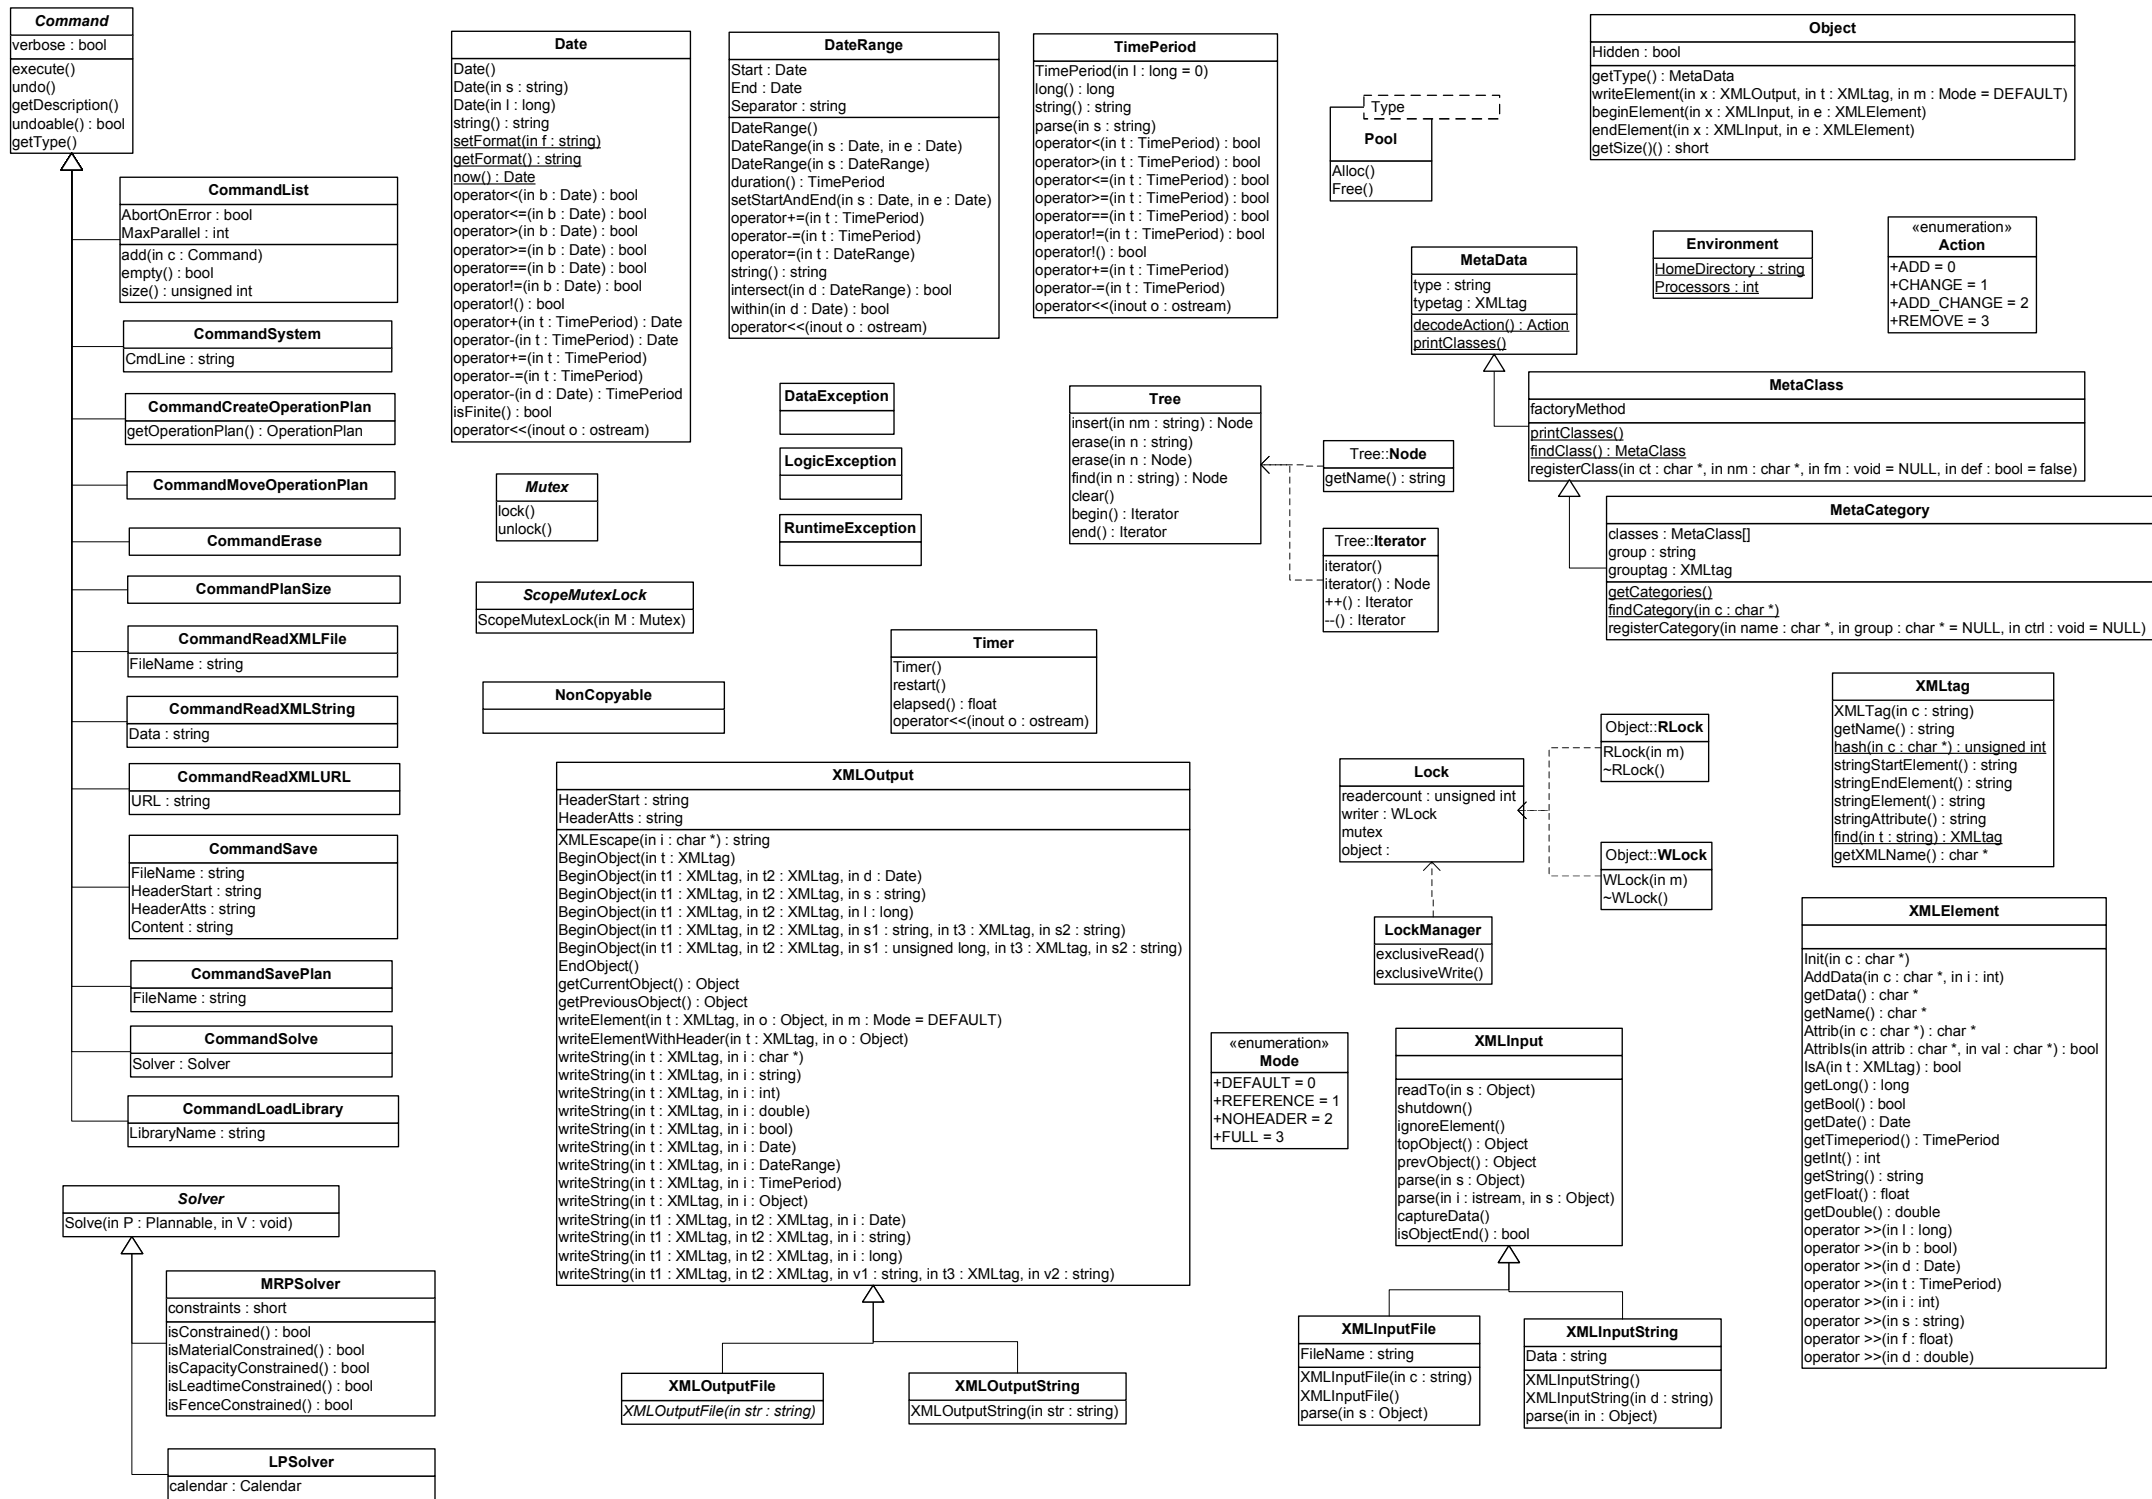 Command
verbose : bool
execute()
undo()
getDescription()
undoable() : bool
getType()
CommandList
AbortOnError : bool
MaxParallel : int
add(in c : Command)
empty() : bool
size() : unsigned int
CommandSystem
CmdLine : string
CommandCreateOperationPlan
getOperationPlan() : OperationPlan
CommandMoveOperationPlan
CommandErase
CommandPlanSize
CommandReadXMLFile
FileName : string
CommandReadXMLString
Data : string
CommandReadXMLURL
URL : string
CommandSave
FileName : string
HeaderStart : string
HeaderAtts : string
Content : string
CommandSavePlan
FileName : string
CommandSolve
Solver : Solver
CommandLoadLibrary
LibraryName : string
Solver
Solve(in P : Plannable, in V : void)
MRPSolver
constraints : short
isConstrained() : bool
isMaterialConstrained() : bool
isCapacityConstrained() : bool
isLeadtimeConstrained() : bool
isFenceConstrained() : bool
LPSolver
calendar : Calendar
Date
Date()
Date(in s : string)
Date(in l : long)
string() : string
setFormat(in f : string)
getFormat() : string
now() : Date
operator<(in b : Date) : bool
operator<=(in b : Date) : bool
operator>(in b : Date) : bool
operator>=(in b : Date) : bool
operator==(in b : Date) : bool
operator!=(in b : Date) : bool
operator!() : bool
operator+(in t : TimePeriod) : Date
operator-(in t : TimePeriod) : Date
operator+=(in t : TimePeriod)
operator-=(in t : TimePeriod)
operator-(in d : Date) : TimePeriod
isFinite() : bool
operator<<(inout o : ostream)
Mutex
lock()
unlock()
ScopeMutexLock
ScopeMutexLock(in M : Mutex)
NonCopyable
DateRange
Start : Date
End : Date
Separator : string
DateRange()
DateRange(in s : Date, in e : Date)
DateRange(in s : DateRange)
duration() : TimePeriod
setStartAndEnd(in s : Date, in e : Date)
operator+=(in t : TimePeriod)
operator-=(in t : TimePeriod)
operator=(in t : DateRange)
string() : string
intersect(in d : DateRange) : bool
within(in d : Date) : bool
operator<<(inout o : ostream)
DataException
LogicException
RuntimeException
Timer
Timer()
restart()
elapsed() : float
operator<<(inout o : ostream)
TimePeriod
TimePeriod(in l : long = 0)
long() : long
string() : string
parse(in s : string)
operator<(in t : TimePeriod) : bool
operator>(in t : TimePeriod) : bool
operator<=(in t : TimePeriod) : bool
operator>=(in t : TimePeriod) : bool
operator==(in t : TimePeriod) : bool
operator!=(in t : TimePeriod) : bool
operator!() : bool
operator+=(in t : TimePeriod)
operator-=(in t : TimePeriod)
operator<<(inout o : ostream)
Tree
insert(in nm : string) : Node
erase(in n : string)
erase(in n : Node)
find(in n : string) : Node
clear()
begin() : Iterator
end() : Iterator
Tree::Node
getName() : string
Tree::Iterator
iterator()
iterator() : Node
++() : Iterator
--() : Iterator
Type
Pool
Alloc()
Free()
Object
Hidden : bool
getType() : MetaData
writeElement(in x : XMLOutput, in t : XMLtag, in m : Mode = DEFAULT)
beginElement(in x : XMLInput, in e : XMLElement)
endElement(in x : XMLInput, in e : XMLElement)
getSize()() : short
MetaData
type : string
typetag : XMLtag
decodeAction() : Action
printClasses()
Environment
HomeDirectory : string
Processors : int
«enumeration»
Action
+ADD = 0
+CHANGE = 1
+ADD_CHANGE = 2
+REMOVE = 3
MetaClass
factoryMethod
printClasses()
findClass() : MetaClass
registerClass(in ct : char *, in nm : char *, in fm : void = NULL, in def : bool = false)
MetaCategory
classes : MetaClass[]
group : string
grouptag : XMLtag
getCategories()
findCategory(in c : char *)
registerCategory(in name : char *, in group : char * = NULL, in ctrl : void = NULL)
XMLOutput
HeaderStart : string
HeaderAtts : string
XMLEscape(in i : char *) : string
BeginObject(in t : XMLtag)
BeginObject(in t1 : XMLtag, in t2 : XMLtag, in d : Date)
BeginObject(in t1 : XMLtag, in t2 : XMLtag, in s : string)
BeginObject(in t1 : XMLtag, in t2 : XMLtag, in l : long)
BeginObject(in t1 : XMLtag, in t2 : XMLtag, in s1 : string, in t3 : XMLtag, in s2 : string)
BeginObject(in t1 : XMLtag, in t2 : XMLtag, in s1 : unsigned long, in t3 : XMLtag, in s2 : string)
EndObject()
getCurrentObject() : Object
getPreviousObject() : Object
writeElement(in t : XMLtag, in o : Object, in m : Mode = DEFAULT)
writeElementWithHeader(in t : XMLtag, in o : Object)
writeString(in t : XMLtag, in i : char *)
writeString(in t : XMLtag, in i : string)
writeString(in t : XMLtag, in i : int)
writeString(in t : XMLtag, in i : double)
writeString(in t : XMLtag, in i : bool)
writeString(in t : XMLtag, in i : Date)
writeString(in t : XMLtag, in i : DateRange)
writeString(in t : XMLtag, in i : TimePeriod)
writeString(in t : XMLtag, in i : Object)
writeString(in t1 : XMLtag, in t2 : XMLtag, in i : Date)
writeString(in t1 : XMLtag, in t2 : XMLtag, in i : string)
writeString(in t1 : XMLtag, in t2 : XMLtag, in i : long)
writeString(in t1 : XMLtag, in t2 : XMLtag, in v1 : string, in t3 : XMLtag, in v2 : string)
XMLOutputFile
XMLOutputFile(in str : string)
XMLOutputString
XMLOutputString(in str : string)
Lock
readercount : unsigned int
writer : WLock
mutex
object :
Object::RLock
RLock(in m)
~RLock()
Object::WLock
WLock(in m)
~WLock()
LockManager
exclusiveRead()
exclusiveWrite()
«enumeration»
Mode
+DEFAULT = 0
+REFERENCE = 1
+NOHEADER = 2
+FULL = 3
XMLInput
readTo(in s : Object)
shutdown()
ignoreElement()
topObject() : Object
prevObject() : Object
parse(in s : Object)
parse(in i : istream, in s : Object)
captureData()
isObjectEnd() : bool
XMLInputFile
FileName : string
XMLInputFile(in c : string)
XMLInputFile()
parse(in s : Object)
XMLInputString
Data : string
XMLInputString()
XMLInputString(in d : string)
parse(in in : Object)
XMLtag
XMLTag(in c : string)
getName() : string
hash(in c : char *) : unsigned int
stringStartElement() : string
stringEndElement() : string
stringElement() : string
stringAttribute() : string
find(in t : string) : XMLtag
getXMLName() : char *
XMLElement
Init(in c : char *)
AddData(in c : char *, in i : int)
getData() : char *
getName() : char *
Attrib(in c : char *) : char *
AttribIs(in attrib : char *, in val : char *) : bool
IsA(in t : XMLtag) : bool
getLong() : long
getBool() : bool
getDate() : Date
getTimeperiod() : TimePeriod
getInt() : int
getString() : string
getFloat() : float
getDouble() : double
operator >>(in l : long)
operator >>(in b : bool)
operator >>(in d : Date)
operator >>(in t : TimePeriod)
operator >>(in i : int)
operator >>(in s : string)
operator >>(in f : float)
operator >>(in d : double)